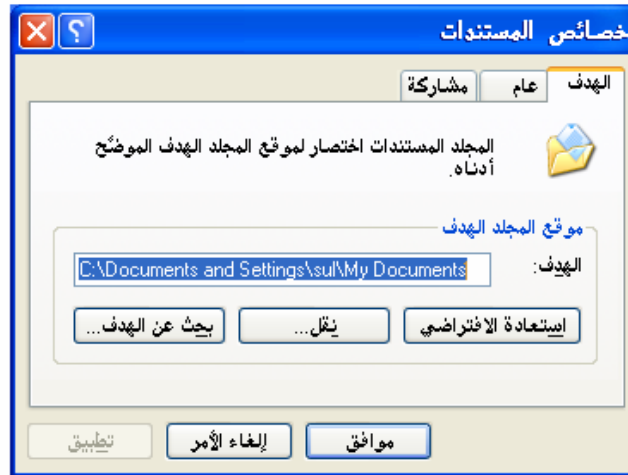 خصائص المستندات
الهدف عام مشاركة
المجلد المستندات اختصار لموقع المجلد الهدف الموضَّح
أدناه.
موقع المجلد الهدف
الهدف: C:\Documents and Settings\sul\My Documents
استعادة الافتراضي نقل... بحث عن الهدف...
موافق إلغاء الأمر تطبيق